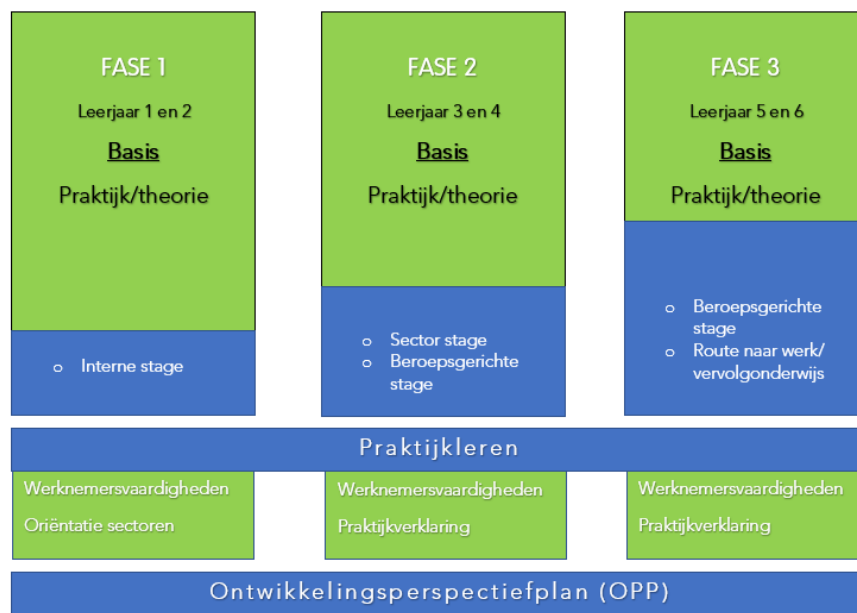 FASE 1
Leerjaar 1 en 2
Basis
Praktijk/theorie
o Interne stage
FASE 2
Leerjaar 3 en 4
Basis
Praktijk/theorie
o Sector stage
o Beroepsgerichte
stage
FASE 3
Leerjaar 5 en 6
Basis
Praktijk/theorie
o Beroepsgerichte
stage
o Route naar werk/
vervolgonderwijs
Praktijkleren
Werknemersvaardigheden
Oriëntatie sectoren
Werknemersvaardigheden
Praktijkverklaring
Werknemersvaardigheden
Praktijkverklaring
Ontwikkelingsperspectiefplan (OPP)